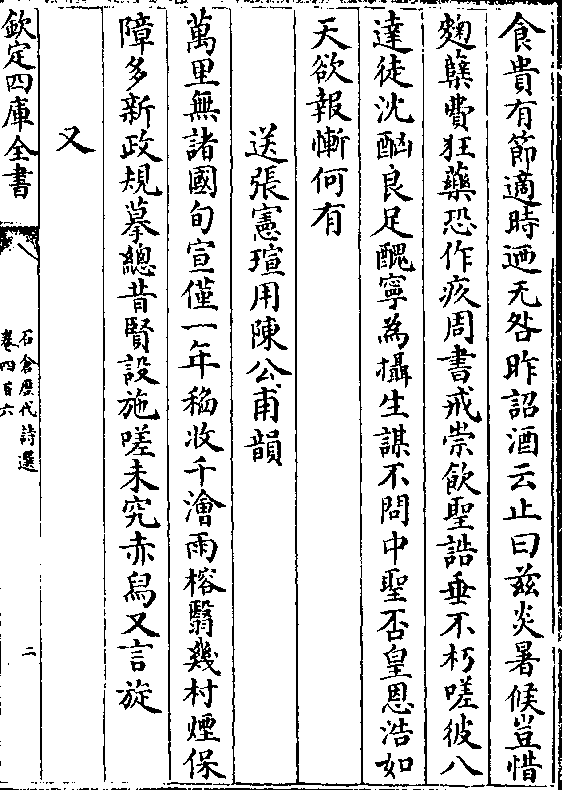 食貴有節適時迺无咎昨詔酒云止曰兹炎暑候豈惜
麹糵費狂藥恐作疚周書戒崇飲聖誥垂不朽嗟彼八
達徒沈酗良足醜寧為攝生謀不問中聖否皇恩浩如
天欲報慚何有
送張憲瑄用陳公甫韻
萬里無諸國旬宣僅一年稻收千澮雨榕翳幾村煙保
障多新政規摹總昔賢設施嗟未究赤舄又言旋
又
欽定四庫全書
石倉歷代詩選
卷四百六
二